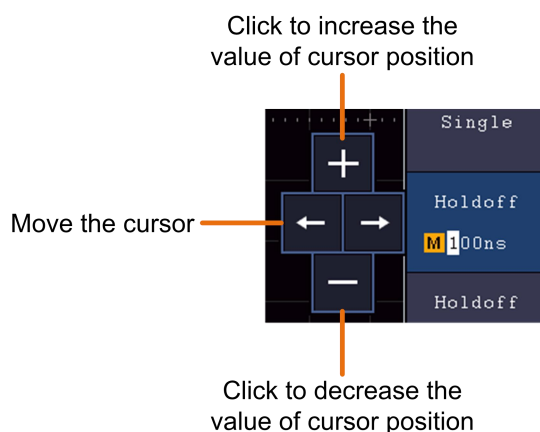 Click to increase the
value of cursor position
Single
Holdoff
Move the cursor
M 100ns
Holdoff
Click to decrease the
value of cursor position